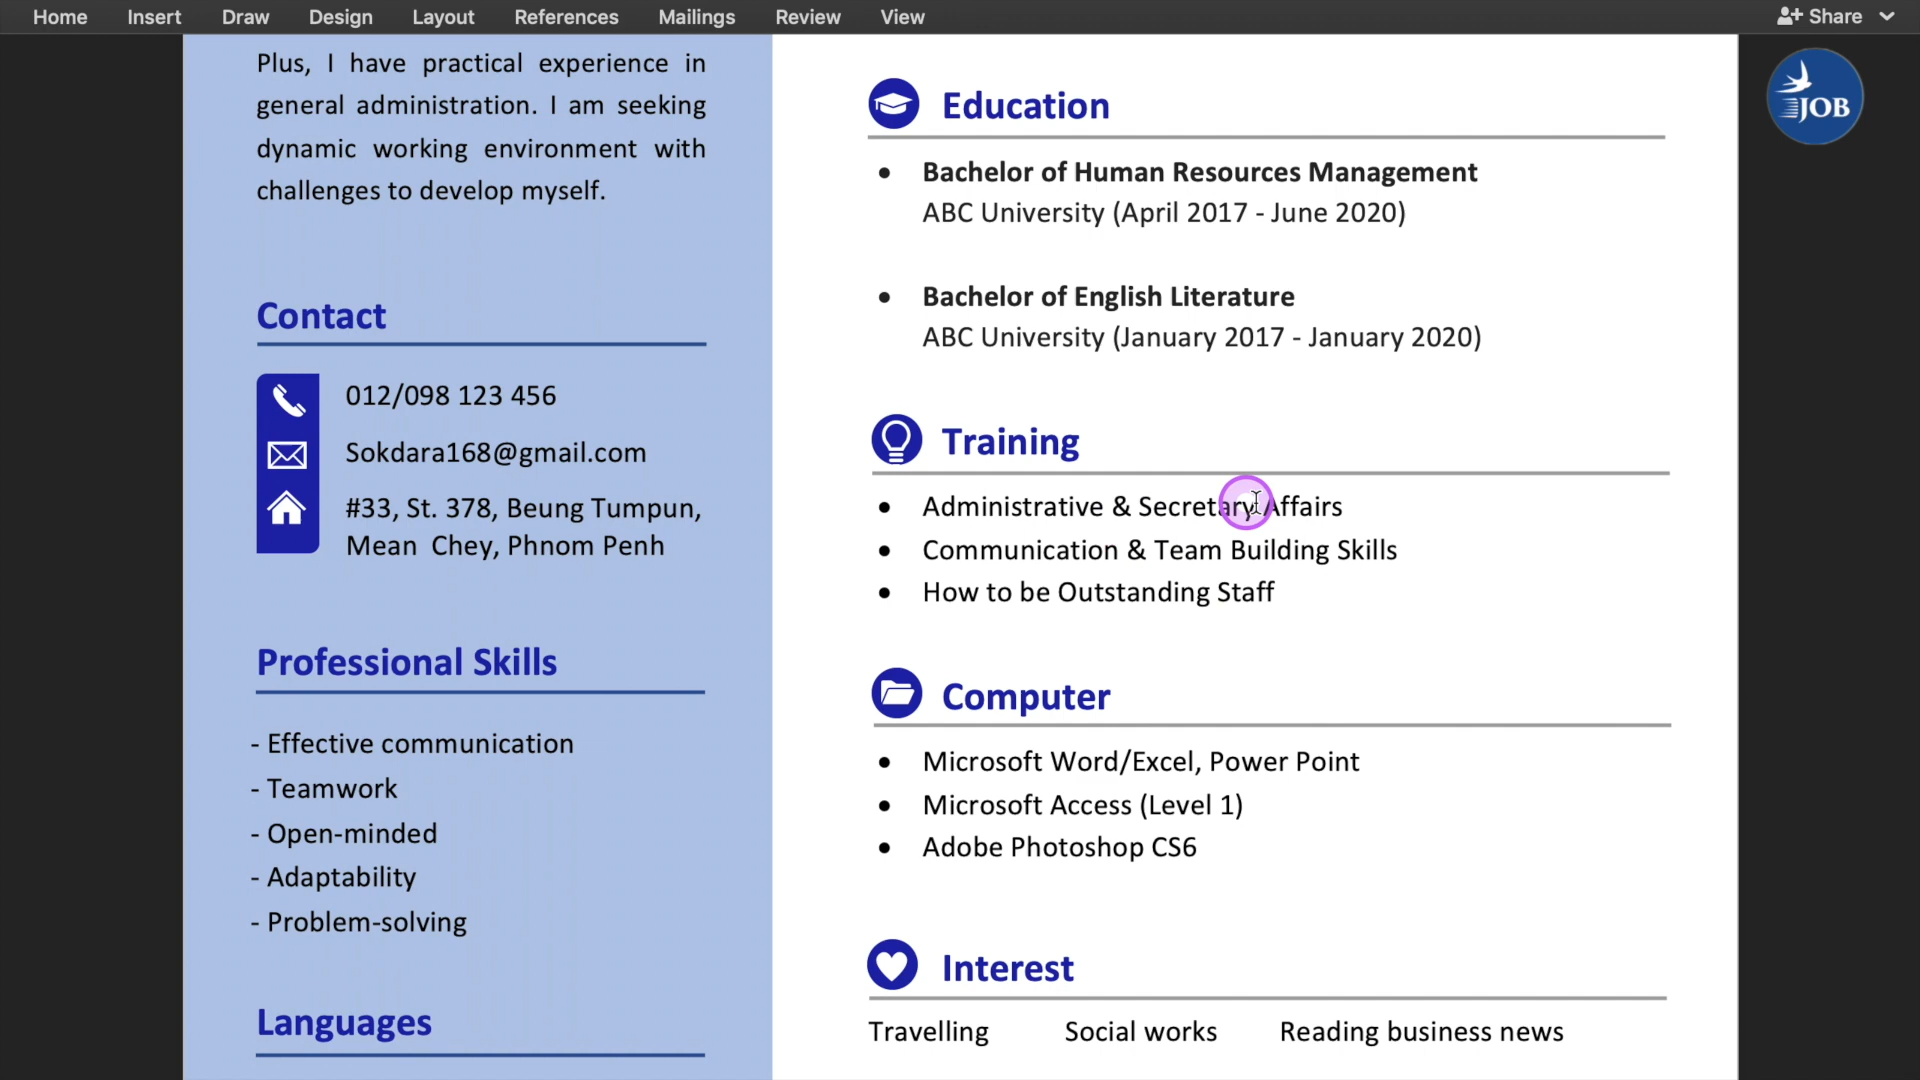 Home Insert Draw Design Layout References Mailings Review View Share
JOB
Plus, I have practical experience in
general administration. I am seeking
dynamic working environment with
challenges to develop myself.
Contact
012/098 123 456
Sokdara168@gmail.com
#33, St. 378, Beung Tumpun,
Mean Chey, Phnom Penh
Professional Skills
- Effective communication
- Teamwork
- Open-minded
- Adaptability
- Problem-solving
Languages
Education
• Bachelor of Human Resources Management
ABC University (April 2017 - June 2020)
• Bachelor of English Literature
ABC University (January 2017 - January 2020)
Training
• Administrative & Secretary Affairs
• Communication & Team Building Skills
• How to be Outstanding Staff
Computer
• Microsoft Word/Excel, Power Point
• Microsoft Access (Level 1)
• Adobe Photoshop CS6
Interest
Travelling Social works Reading business news